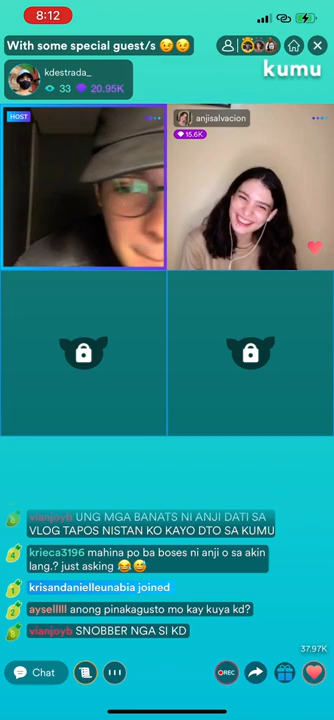 8:12
With some special guest/s 😉😉
kumu
kdestrada_
33 20.95K
HOST
anjisalvacion
15.6K
vianjoyb UNG MGA BANATS NI ANJI DATI SA
VLOG TAPOS NISTAN KO KAYO DTO SA KUMU
krieca3196 mahina po ba boses ni anji o sa akin
lang.? just asking 😂😅
krisandanielleunabia joined
aysellllll anong pinakagusto mo kay kuya kd?
vianjoyb SNOBBER NGA SI KD
37.97K
Chat
REC